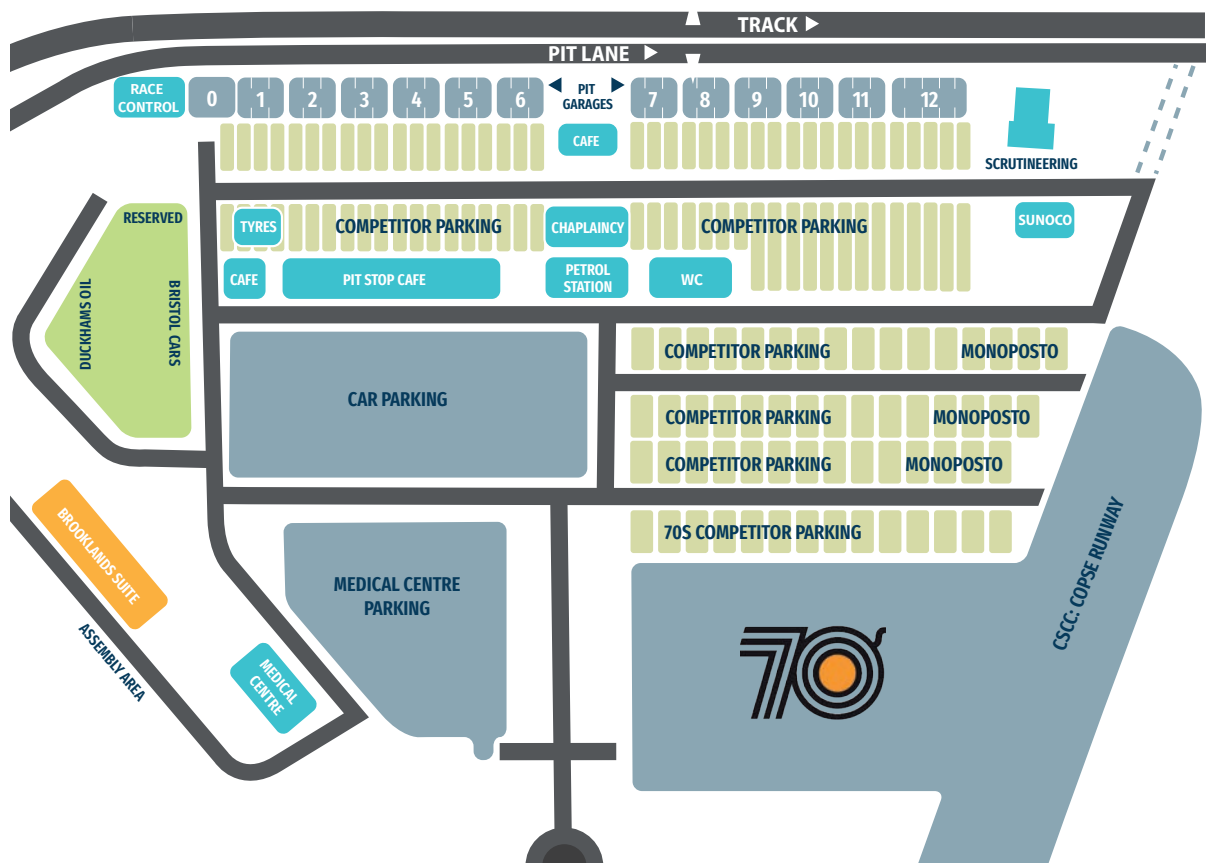 TRACK
PIT LANE
RACE
CONTROL
0
1
2
3
4
5
6
PIT
GARAGES
7
8
9
10
11
12
CAFE
SCRUTINEERING
RESERVED
TYRES
COMPETITOR PARKING
CHAPLAINCY
COMPETITOR PARKING
SUNOCO
CAFE
PIT STOP CAFE
PETROL
STATION
WC
DUCKHAMS OIL
BRISTOL CARS
COMPETITOR PARKING
MONOPOSTO
CAR PARKING
COMPETITOR PARKING
MONOPOSTO
COMPETITOR PARKING
MONOPOSTO
70S COMPETITOR PARKING
BROOKLANDS SUITE
MEDICAL CENTRE
PARKING
CSCC: COPSE RUNWAY
ASSEMBLY AREA
MEDICAL
CENTRE
70s